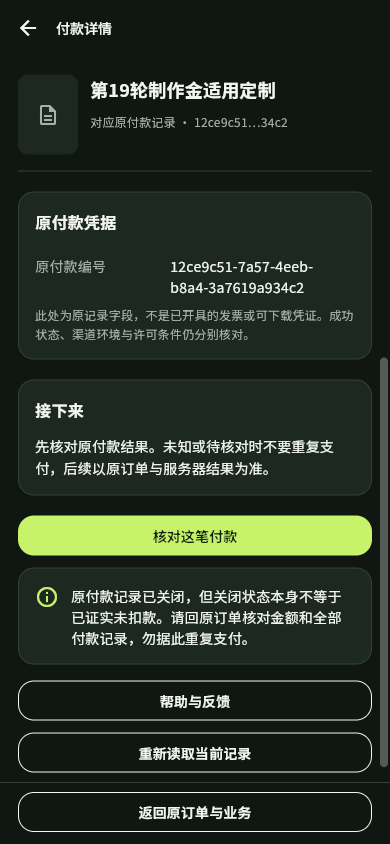 付款详情
第19轮制作金适用定制
对应原付款记录 · 12ce9c51…34c2
原付款凭据
原付款编号
12ce9c51-7a57-4eeb-
b8a4-3a7619a934c2
此处为原记录字段，不是已开具的发票或可下载凭证。成功
状态、渠道环境与许可条件仍分别核对。
接下来
先核对原付款结果。未知或待核对时不要重复支
付，后续以原订单与服务器结果为准。
核对这笔付款
原付款记录已关闭，但关闭状态本身不等于
已证实未扣款。请回原订单核对金额和全部
付款记录，勿据此重复支付。
帮助与反馈
重新读取当前记录
返回原订单与业务